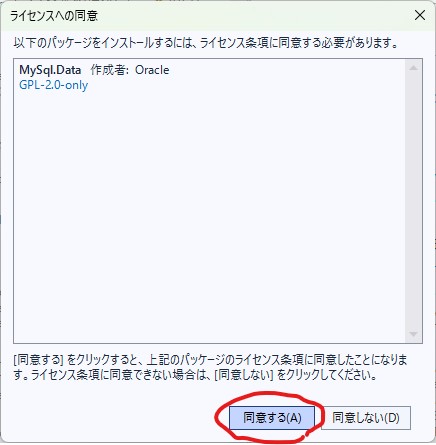 ライセンスへの同意
以下のパッケージをインストールするには、ライセンス条項に同意する必要があります。
MySql.Data 作成者: Oracle
GPL-2.0-only
[同意する] をクリックすると、上記のパッケージのライセンス条項に同意したことになりま
す。ライセンス条項に同意できない場合は、[同意しない] をクリックしてください。
同意する(A)
同意しない(D)